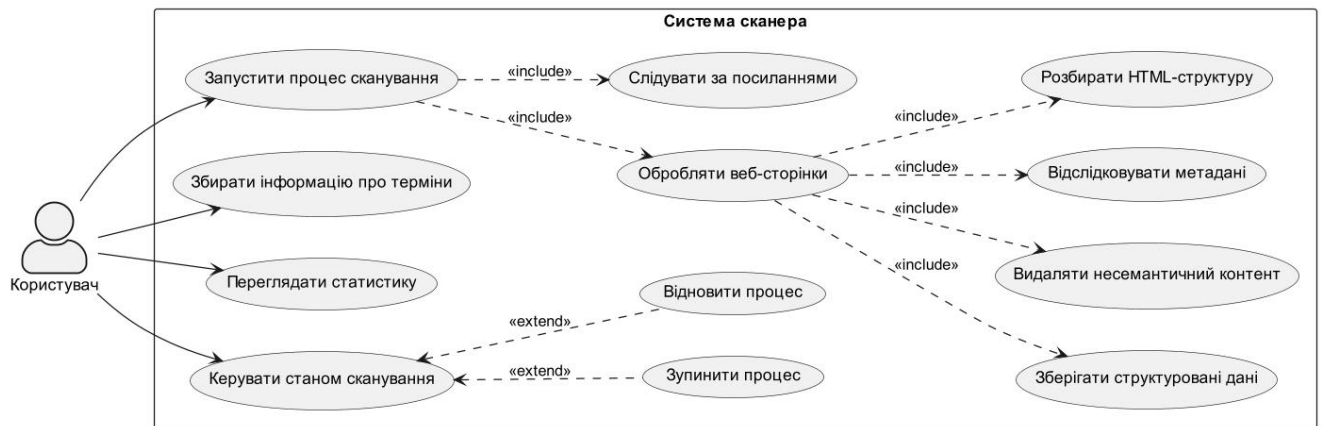 Система сканера
Запустити процес сканування
«include»
Слідувати за посиланнями
Розбирати HTML-структуру
«include»
«include»
Збирати інформацію про терміни
Обробляти веб-сторінки
«include»
Відслідковувати метадані
«include»
Користувач
Переглядати статистику
Відновити процес
«include»
Видаляти несемантичний контент
«extend»
Керувати станом сканування
«extend»
Зупинити процес
Зберігати структуровані дані